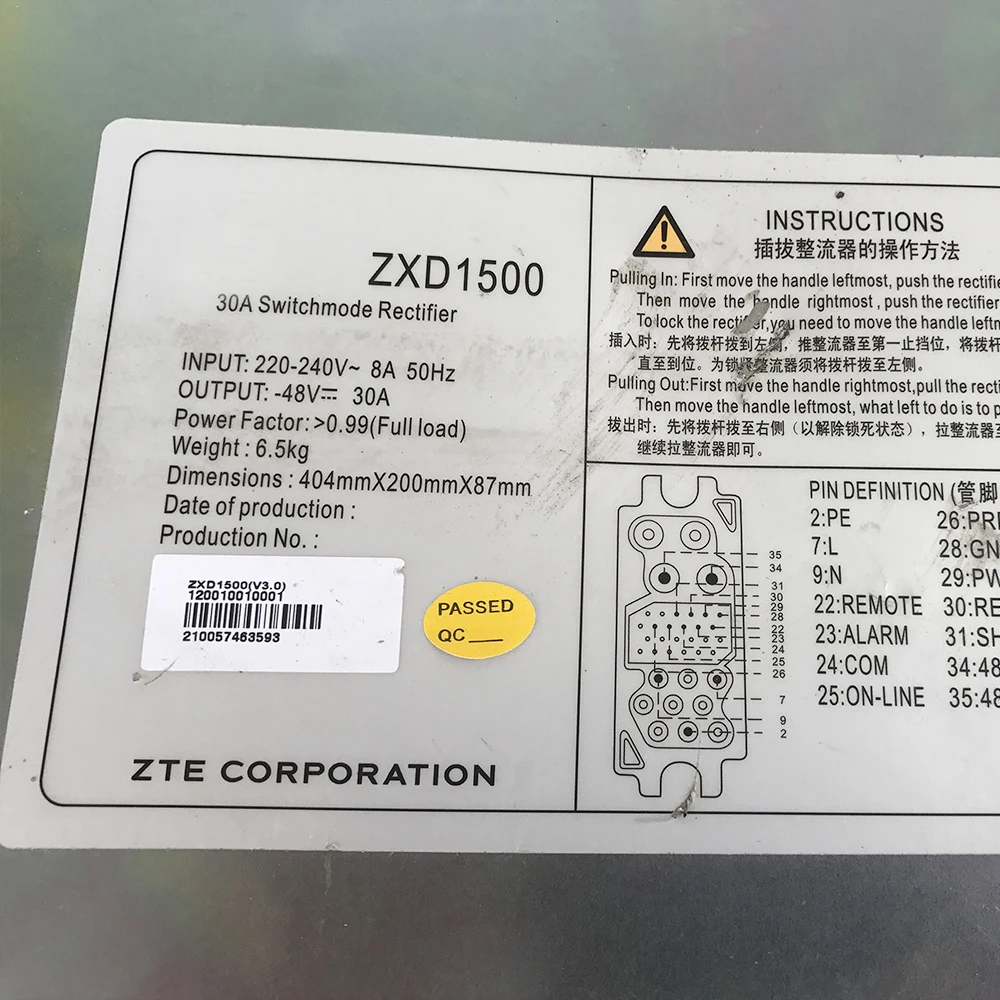 ZXD1500
30A Switchmode Rectifier
INPUT: 220-240V~ 8A 50Hz
OUTPUT: -48V⎓ 30A
Power Factor: >0.99(Full load)
Weight : 6.5kg
Dimensions : 404mmX200mmX87mm
Date of production :
Production No. :
ZXD1500(V3.0)
120010010001
210057463593
PASSED
QC___
ZTE CORPORATION
INSTRUCTIONS
插拔整流器的操作方法
Pulling In: First move the handle leftmost, push the rectifie
Then move the handle rightmost , push the rectifier
To lock the rectifier,you need to move the handle leftm
插入时：先将拨杆拨到左侧，推整流器至第一止挡位，将拨杆
直至到位。为锁紧整流器须将拨杆拨至左侧。
Pulling Out:First move the handle rightmost,pull the recti
Then move the handle leftmost, what left to do is to p
拔出时：先将拨杆拨至右侧（以解除锁死状态），拉整流器至
继续拉整流器即可。
PIN DEFINITION (管脚
2:PE 26:PRE
7:L 28:GN
9:N 29:PW
22:REMOTE 30:RE
23:ALARM 31:SH
24:COM 34:48
25:ON-LINE 35:48
35
34
31
30
29
28
22
23
24
25
26
7
9
2